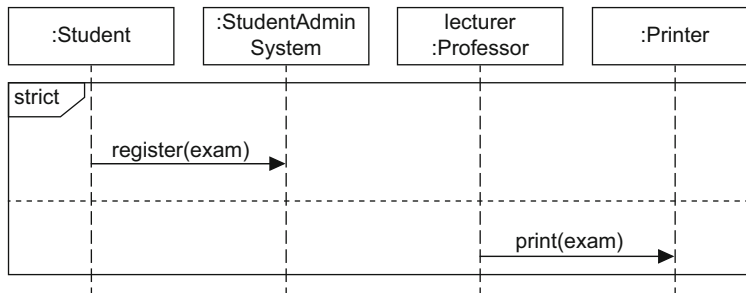 :Student
:StudentAdmin
System
lecturer
:Professor
:Printer
strict
register(exam)
print(exam)